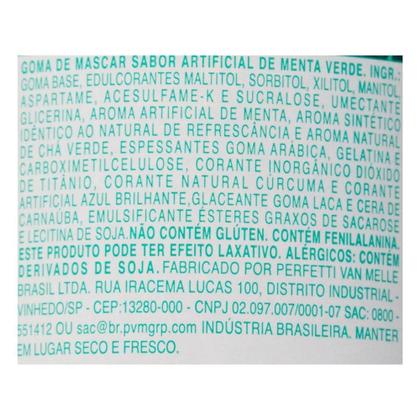 GOMA DE MASCAR SABOR ARTIFICIAL DE MENTA VERDE. INGR.:
GOMA BASE, EDULCORANTES MALTITOL, SORBITOL, XILITOL, MANITOL
ASPARTAME, ACESULFAME-K E SUCRALOSE, UMECTANTE
GLICERINA, AROMA ARTIFICIAL DE MENTA, AROMA SINTÉTICO
IDÊNTICO AO NATURAL DE REFRESCÂNCIA E AROMA NATURAL
DE CHÁ VERDE, ESPESSANTES GOMA ARÁBICA, GELATINA E
CARBOXIMETILCELULOSE, CORANTE INORGÂNICO DIÓXIDO
DE TITÂNIO, CORANTE NATURAL CÚRCUMA E CORANTE
ARTIFICIAL AZUL BRILHANTE,GLACEANTE GOMA LACA E CERA DE
CARNAÚBA, EMULSIFICANTE ÉSTERES GRAXOS DE SACAROSE
E LECITINA DE SOJA.NÃO CONTÉM GLÚTEN. CONTÉM FENILALANINA.
ESTE PRODUTO PODE TER EFEITO LAXATIVO. ALÉRGICOS: CONTÉM
DERIVADOS DE SOJA. FABRICADO POR PERFETTI VAN MELLE
BRASIL LTDA. RUA IRACEMA LUCAS 100, DISTRITO INDUSTRIAL-
VINHEDO/SP - CEP:13280-000 - CNPJ 02.097.007/0001-07 SAC: 0800-
551412 OU sac@br.pvmgrp.com INDÚSTRIA BRASILEIRA. MANTER
EM LUGAR SECO E FRESCO.